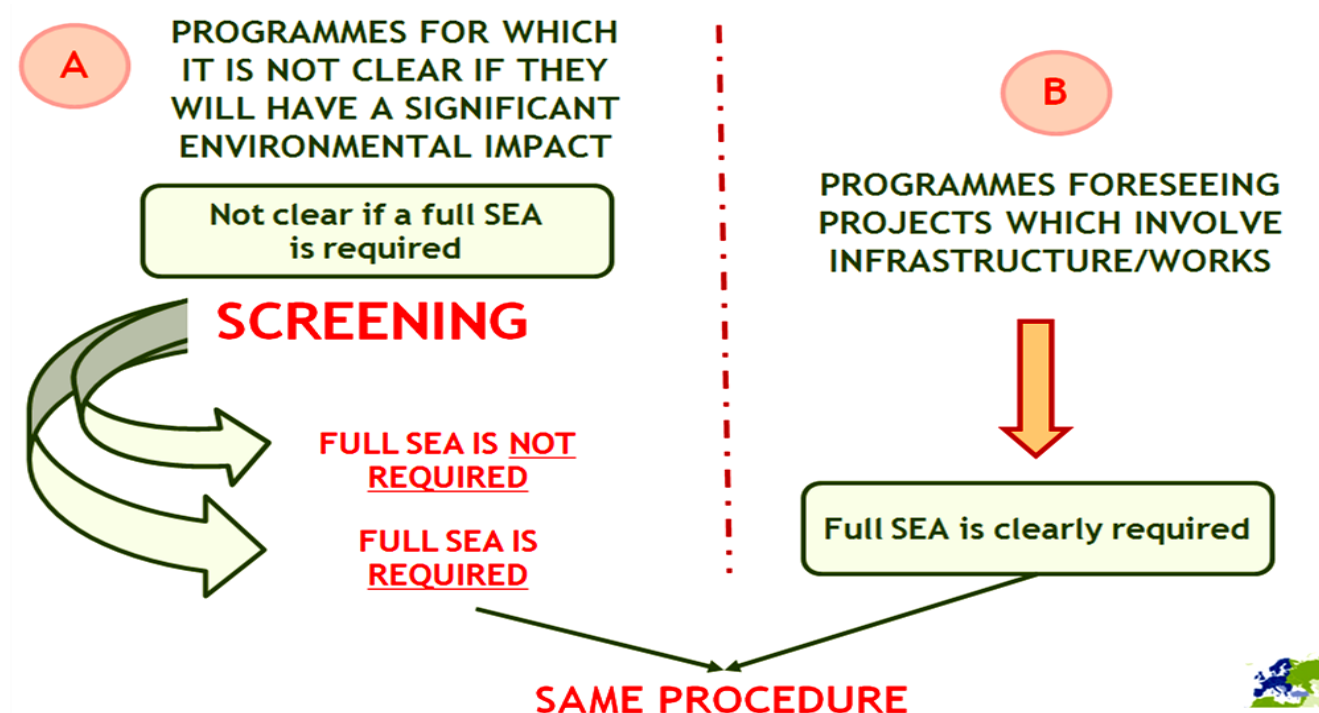 A
PROGRAMMES FOR WHICH
IT IS NOT CLEAR IF THEY
WILL HAVE A SIGNIFICANT
ENVIRONMENTAL IMPACT
Not clear if a full SEA
is required
SCREENING
FULL SEA IS NOT
REQUIRED
FULL SEA IS
REQUIRED
B
PROGRAMMES FORESEEING
PROJECTS WHICH INVOLVE
INFRASTRUCTURE/WORKS
Full SEA is clearly required
SAME PROCEDURE